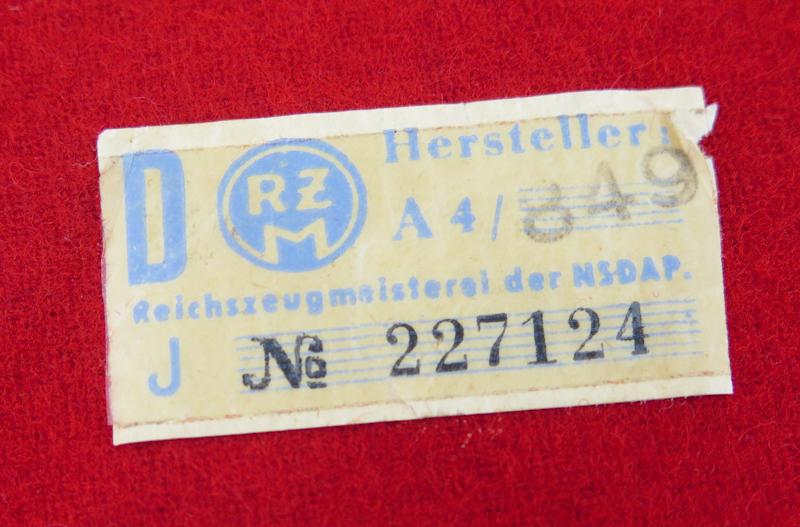 D
RZM
Hersteller:
A 4/ 849
Reichszeugmeisterei der NSDAP.
J № 227124